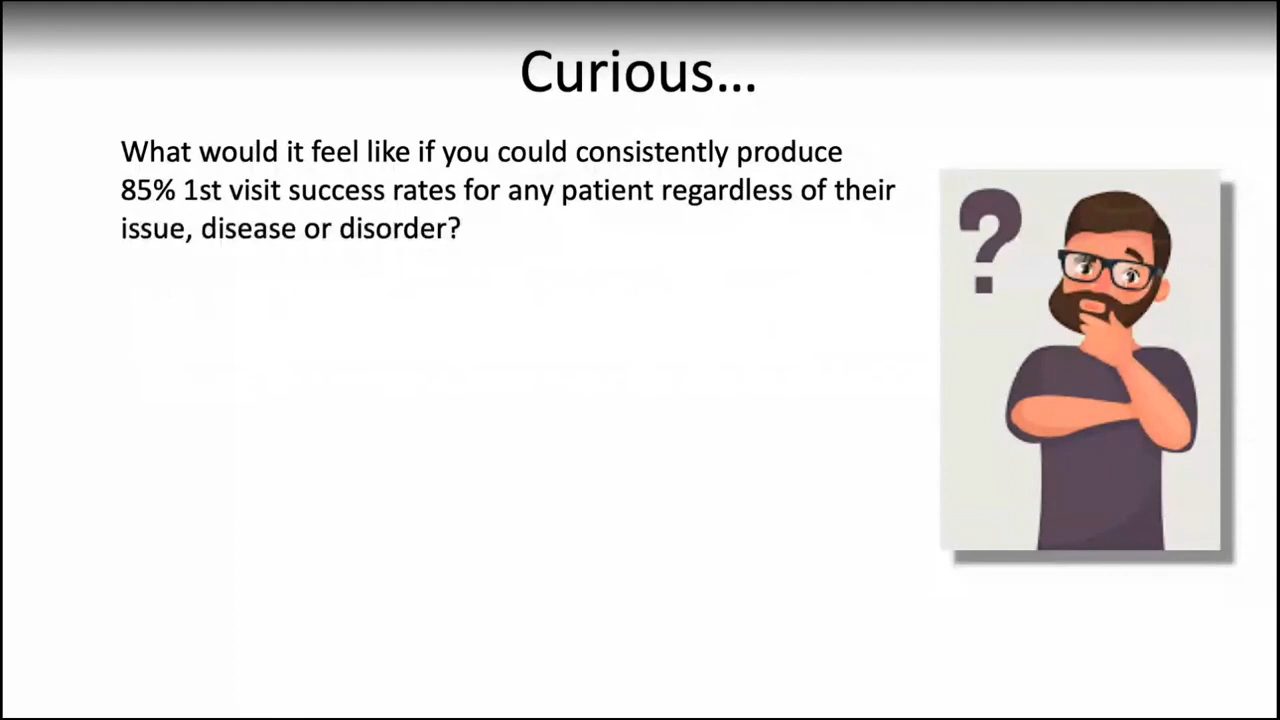 Curious...
What would it feel like if you could consistently produce
85% 1st visit success rates for any patient regardless of their
issue, disease or disorder?
?